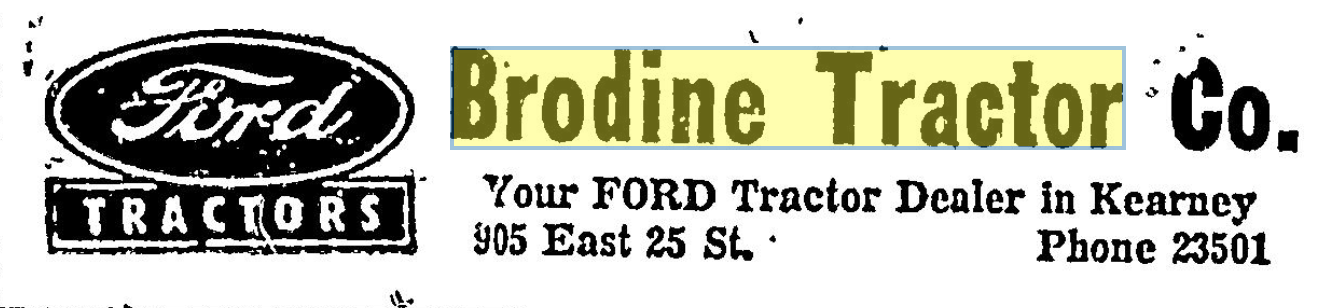 Ford
TRACTORS
Brodine Tractor Co.
Your FORD Tractor Dealer in Kearney
905 East 25 St.
Phone 23501